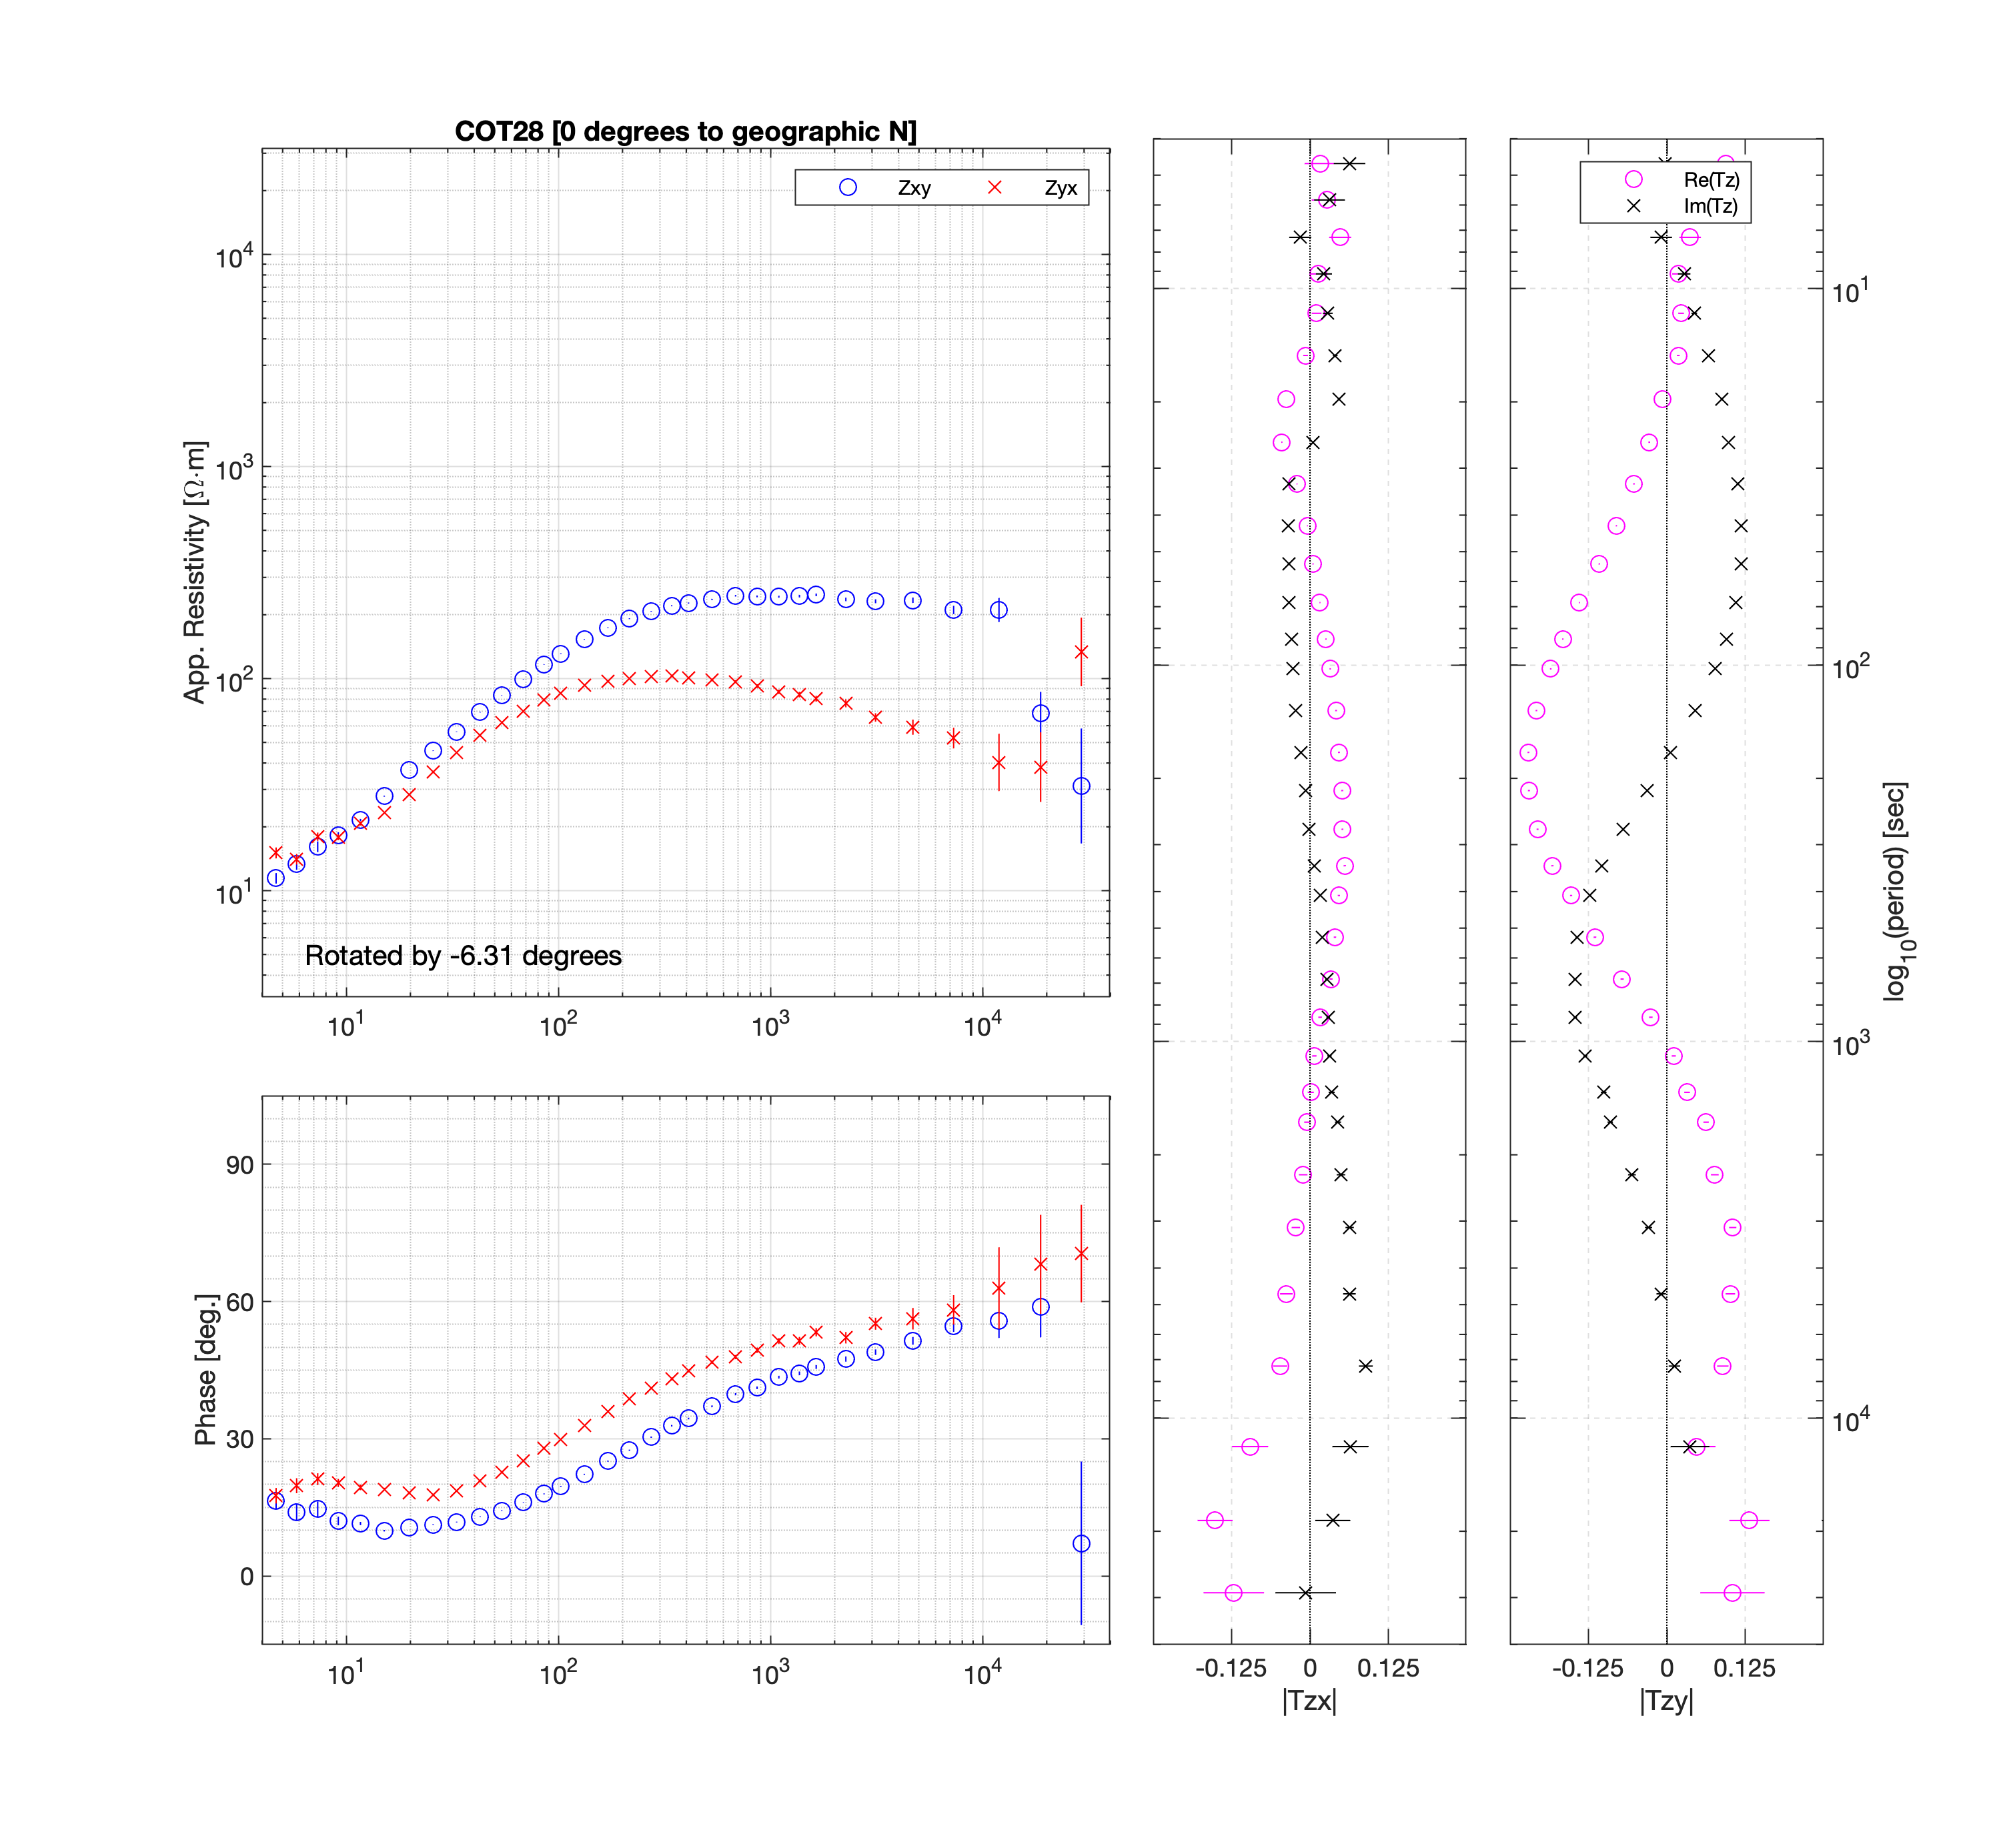 COT28 [0 degrees to geographic N]
Zxy Zyx
App. Resistivity [Ω·m]
10^4
10^3
10^2
10^1
Rotated by -6.31 degrees
10^1 10^2 10^3 10^4
Phase [deg.]
90
60
30
0
10^1 10^2 10^3 10^4
-0.125 0 0.125
|Tzx|
Re(Tz)
Im(Tz)
10^1
10^2
10^3
10^4
log_10(period) [sec]
-0.125 0 0.125
|Tzy|